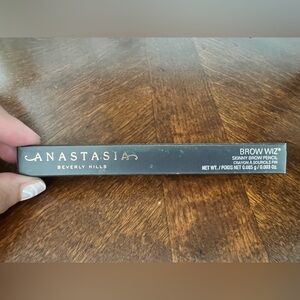 ANASTASIA
BEVERLY HILLS
BROW WIZ®
SKINNY BROW PENCIL
CRAYON À SOURCILS FIN
NET WT. / POIDS NET 0.085 g / 0.003 Oz.